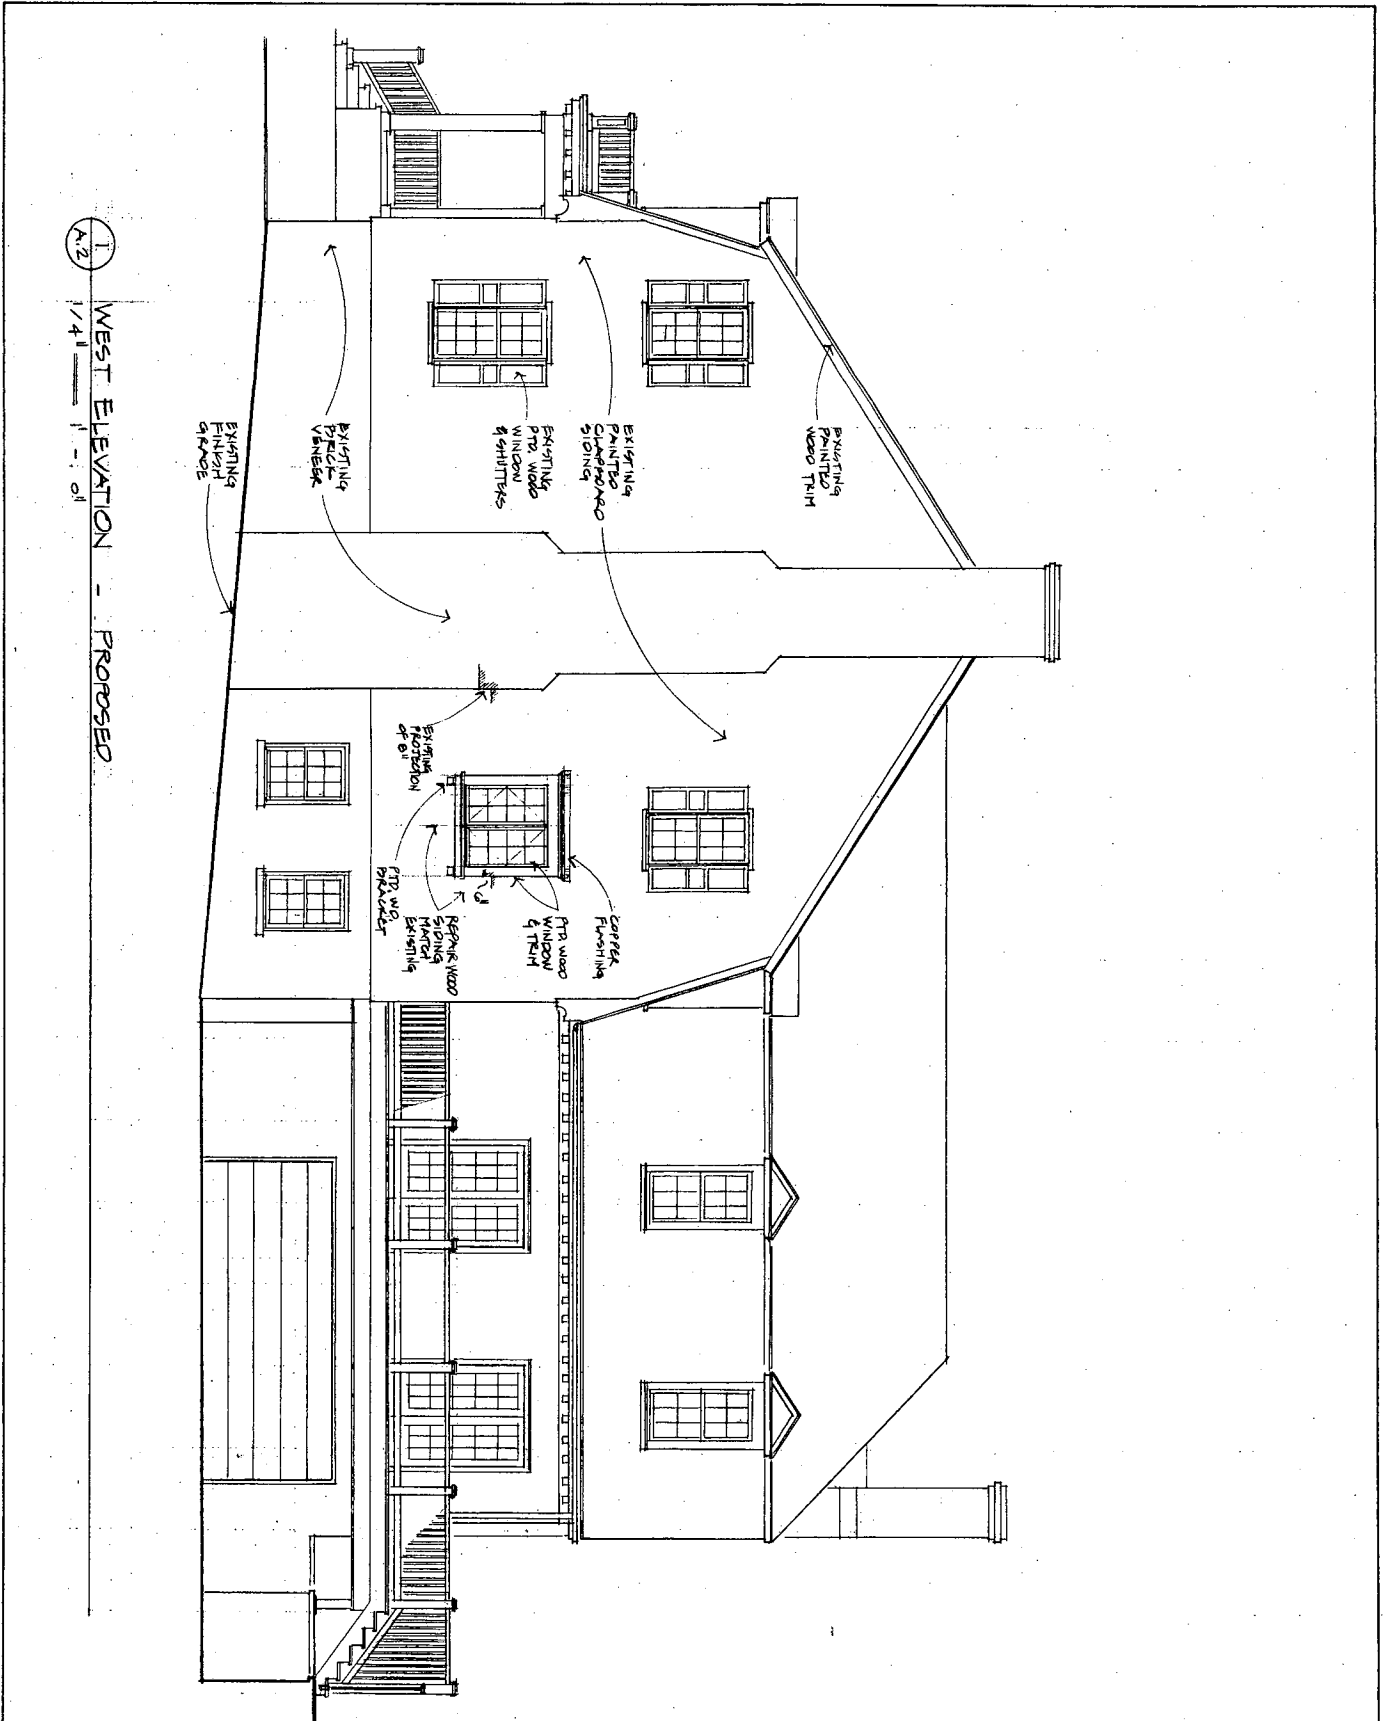 EXISTING
PAINTED
WOOD TRIM
EXISTING
PAINTED
CLAPBOARD
SIDING
EXISTING
PTD. WOOD
WINDOW
& SHUTTERS
EXISTING
BRICK
VENEER
EXISTING
FINISH
GRADE
COPPER
FLASHING
PTD. WOOD
WINDOW
& TRIM
~6"
REPAIR WOOD
SIDING
MATCH
EXISTING
PTD. WD.
BRACKET
EXISTING
PROJECTION
OF 8"
1
A.2
WEST ELEVATION - PROPOSED
1/4" = 1'-0"